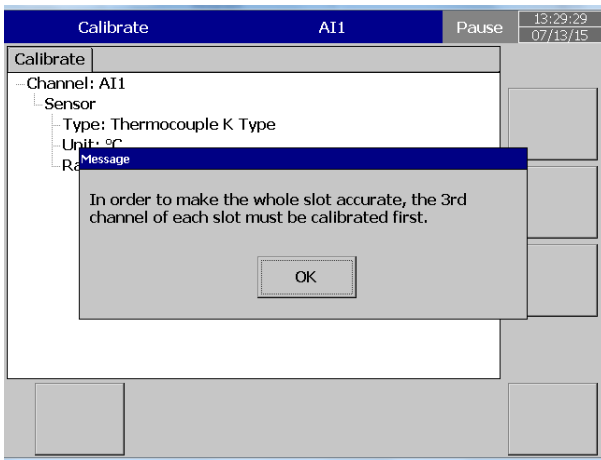 Calibrate
AI1
Pause
13:29:29
07/13/15
Calibrate
Channel: AI1
Sensor
Type: Thermocouple K Type
Unit: °C
Ra
Message
In order to make the whole slot accurate, the 3rd
channel of each slot must be calibrated first.
OK